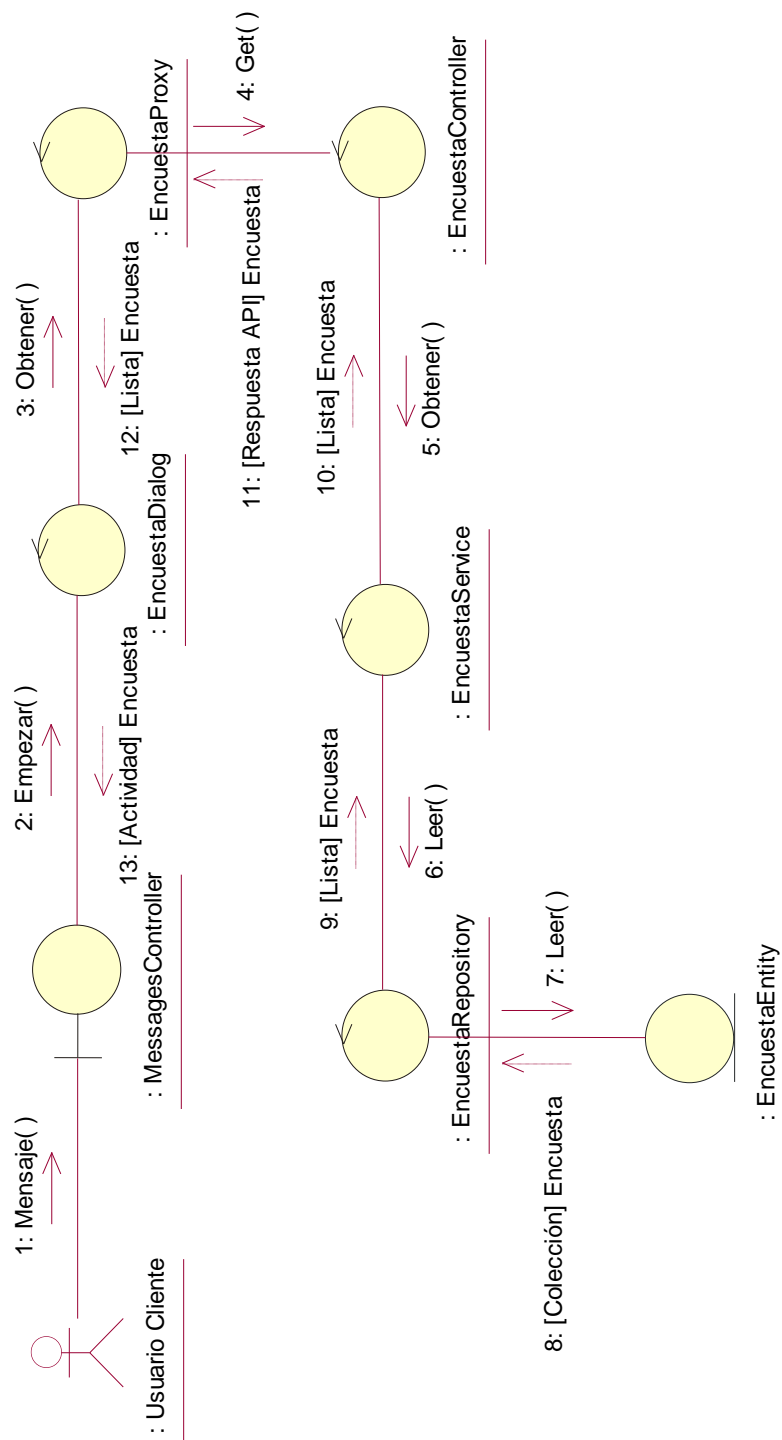 1: Mensaje( )
: Usuario Cliente
: MessagesController
2: Empezar( )
13: [Actividad] Encuesta
: EncuestaDialog
3: Obtener( )
12: [Lista] Encuesta
: EncuestaProxy
4: Get( )
11: [Respuesta API] Encuesta
: EncuestaController
10: [Lista] Encuesta
5: Obtener( )
: EncuestaService
9: [Lista] Encuesta
6: Leer( )
: EncuestaRepository
7: Leer( )
8: [Colección] Encuesta
: EncuestaEntity